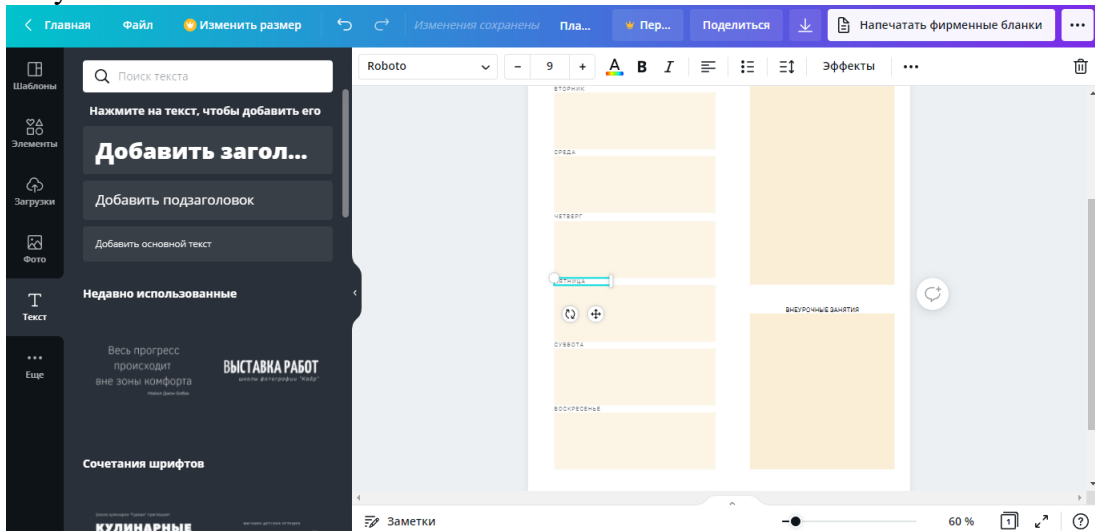 Главная Файл Изменить размер Изменения сохранены Пла... Пер... Поделиться Напечатать фирменные бланки
Шаблоны
Элементы
Загрузки
Фото
Текст
Еще
Поиск текста
Нажмите на текст, чтобы добавить его
Добавить загол...
Добавить подзаголовок
Добавить основной текст
Недавно использованные
Весь прогресс
происходит
вне зоны комфорта
ВЫСТАВКА РАБОТ
школы фотографии "Кадр"
Сочетания шрифтов
КУЛИНАРНЫЕ
Roboto – 9 + A B I Эффекты
ВТОРНИК
СРЕДА
ЧЕТВЕРГ
ПЯТНИЦА
СУББОТА
ВОСКРЕСЕНЬЕ
ВНЕУРОЧНЫЕ ЗАНЯТИЯ
Заметки 60 % 1 ?